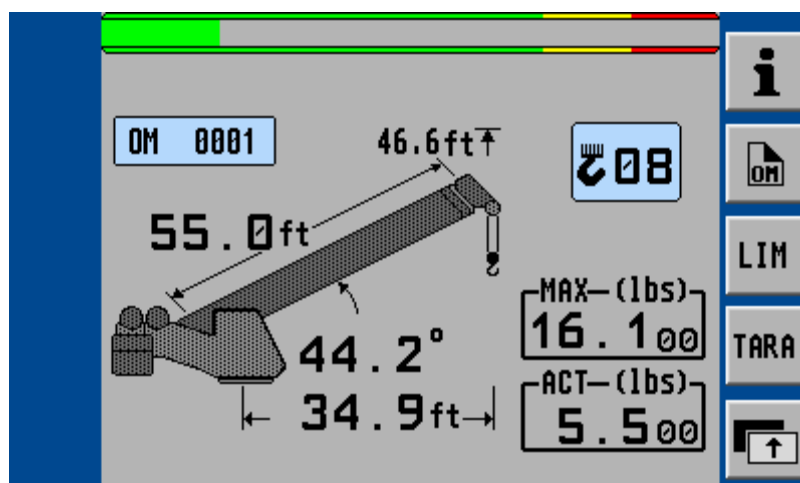 i
OM 0001
46.6ft
08
OM
55.0ft
LIM
MAX (lbs)
16.100
44.2°
TARA
ACT (lbs)
34.9ft
5.500